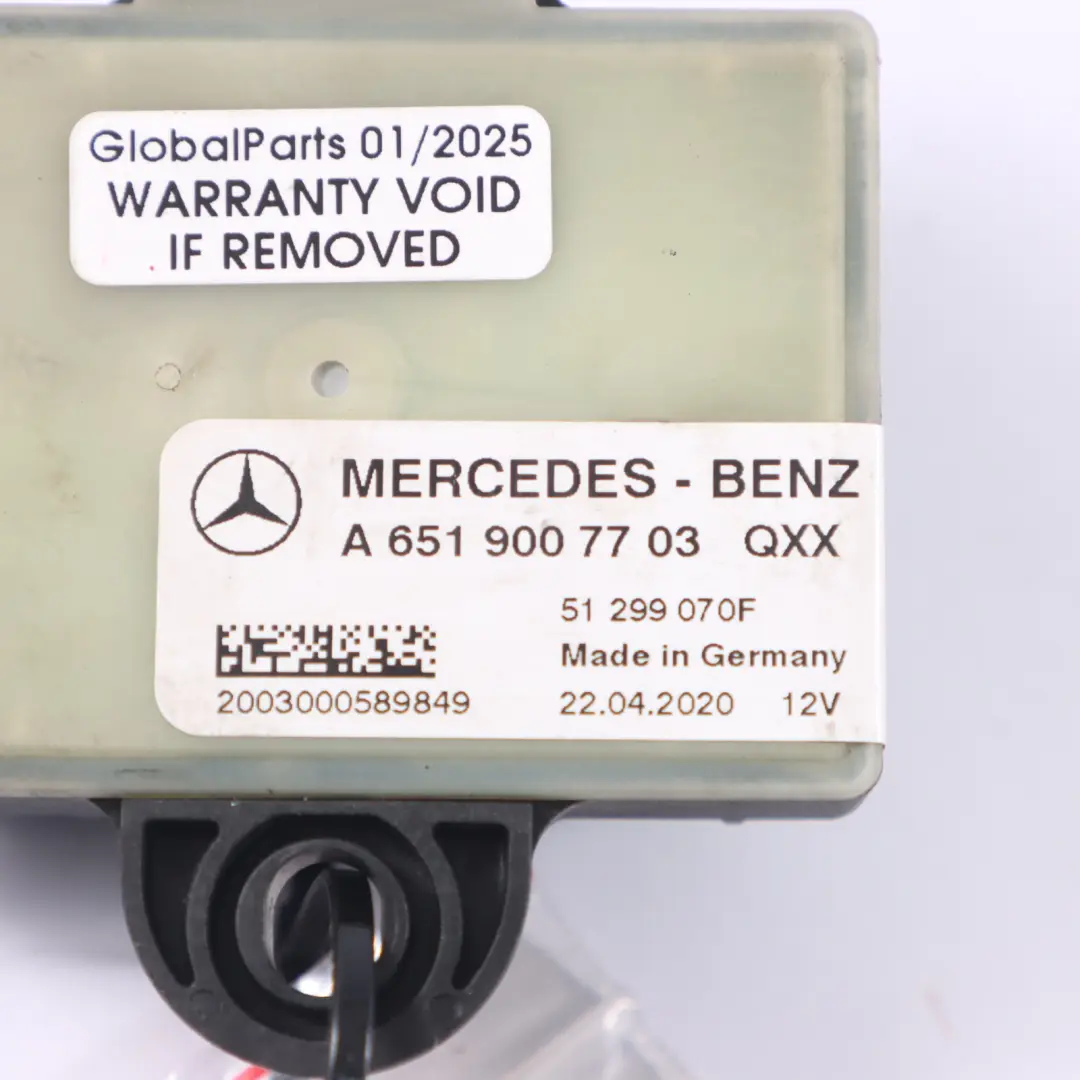 GlobalParts 01/2025
WARRANTY VOID
IF REMOVED
MERCEDES - BENZ
A 651 900 77 03 QXX
51 299 070F
Made in Germany
2003000589849
22.04.2020 12V